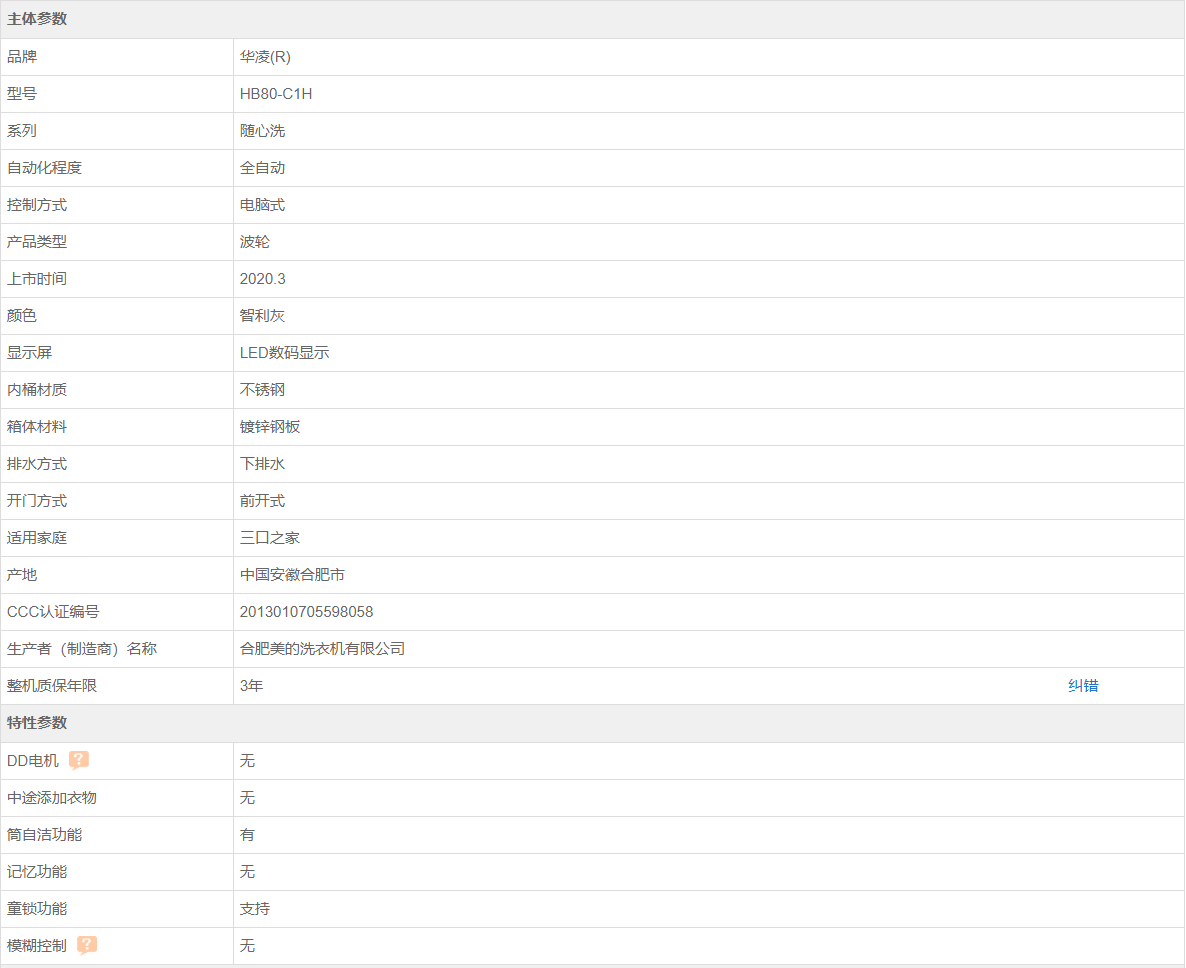 主体参数
品牌 华凌(R)
型号 HB80-C1H
系列 随心洗
自动化程度 全自动
控制方式 电脑式
产品类型 波轮
上市时间 2020.3
颜色 智利灰
显示屏 LED数码显示
内桶材质 不锈钢
箱体材料 镀锌钢板
排水方式 下排水
开门方式 前开式
适用家庭 三口之家
产地 中国安徽合肥市
CCC认证编号 2013010705598058
生产者（制造商）名称 合肥美的洗衣机有限公司
整机质保年限 3年 纠错
特性参数
DD电机 ? 无
中途添加衣物 无
筒自洁功能 有
记忆功能 无
童锁功能 支持
模糊控制 ? 无